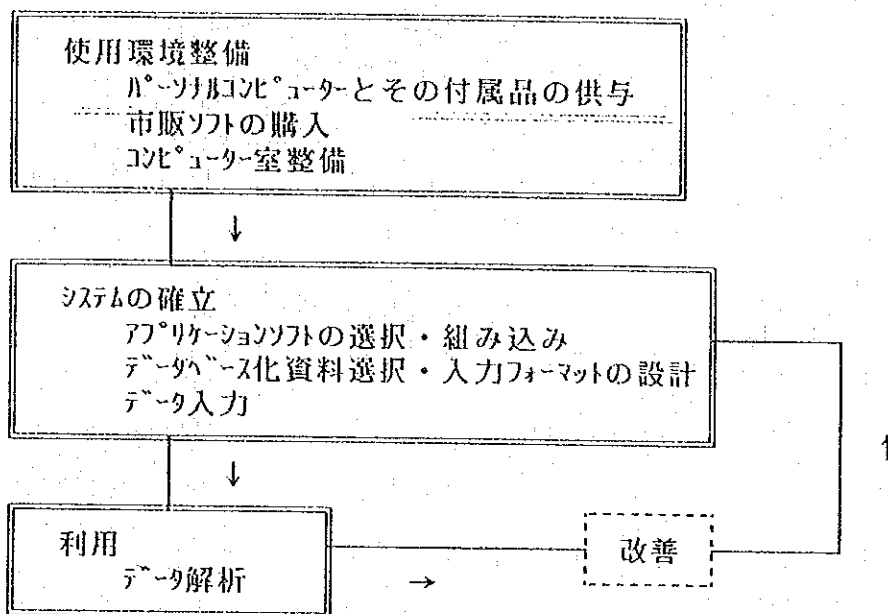 使用環境整備
パーソナルコンピューターとその付属品の供与
市販ソフトの購入
コンピューター室整備
↓
システムの確立
アプリケーションソフトの選択・組み込み
データベース化資料選択・入力フォーマットの設計
データ入力
↓
利用
データ解析
→
改善